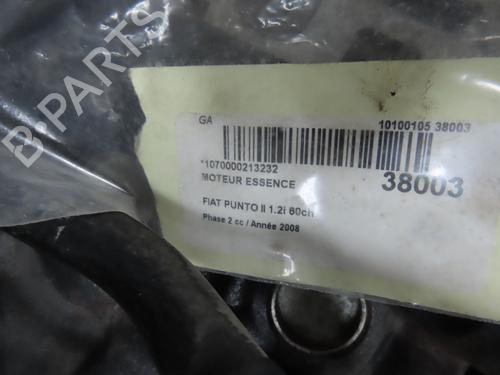 GA
10100105 38003
*1070000213232
MOTEUR ESSENCE
38003
FIAT PUNTO II 1.2i 60ch
Phase 2 cc / Année 2008
B-PARTS